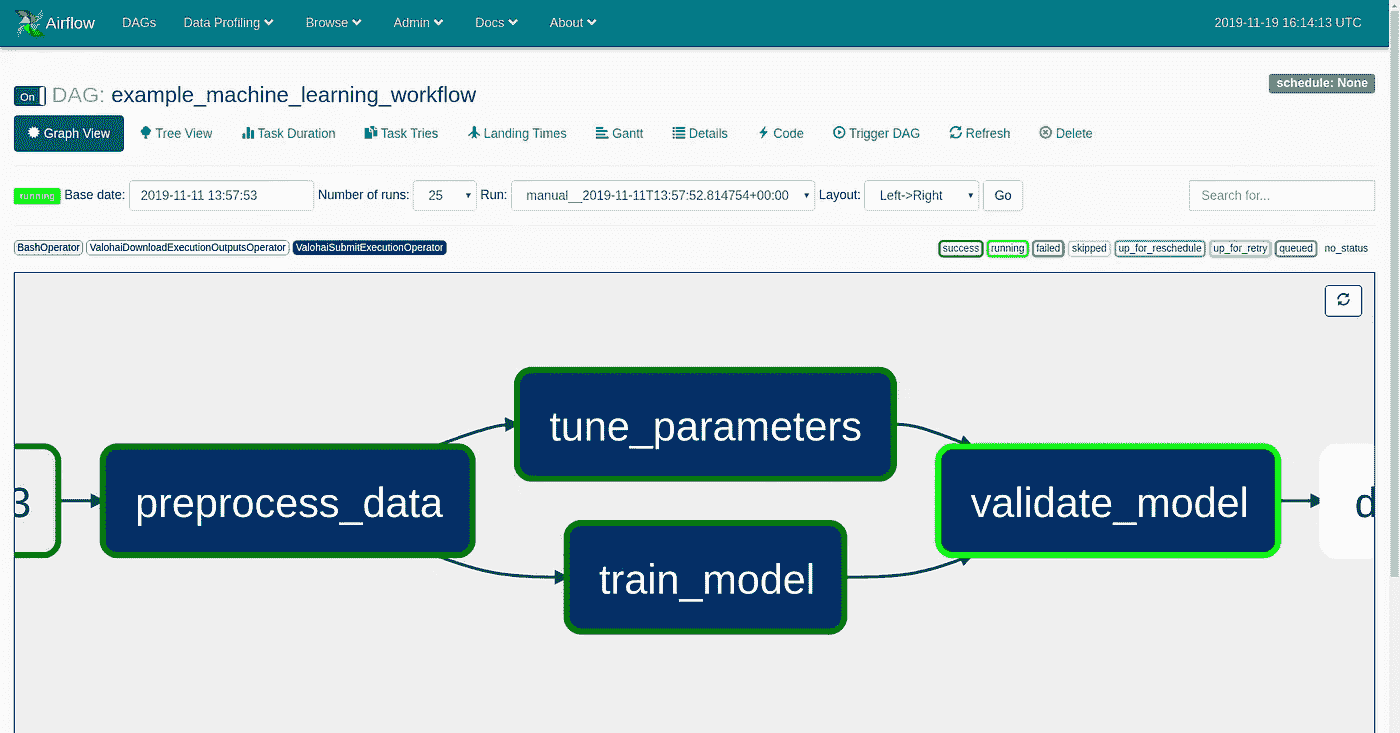 Airflow DAGs Data Profiling Browse Admin Docs About 2019-11-19 16:14:13 UTC
schedule: None
On DAG: example_machine_learning_workflow
Graph View Tree View Task Duration Task Tries Landing Times Gantt Details Code Trigger DAG Refresh Delete
running Base date: 2019-11-11 13:57:53 Number of runs: 25 Run: manual__2019-11-11T13:57:52.814754+00:00 Layout: Left->Right Go Search for...
BashOperator ValohaiDownloadExecutionOutputsOperator ValohaiSubmitExecutionOperator success running failed skipped up_for_reschedule up_for_retry queued no_status
tune_parameters
3 preprocess_data validate_model d
train_model